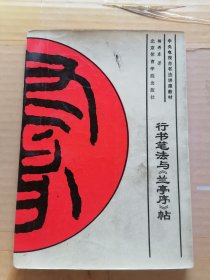 中央电视台书法讲座教材
杨再春 著
北京体育学院出版社
行书笔法与《兰亭序》帖